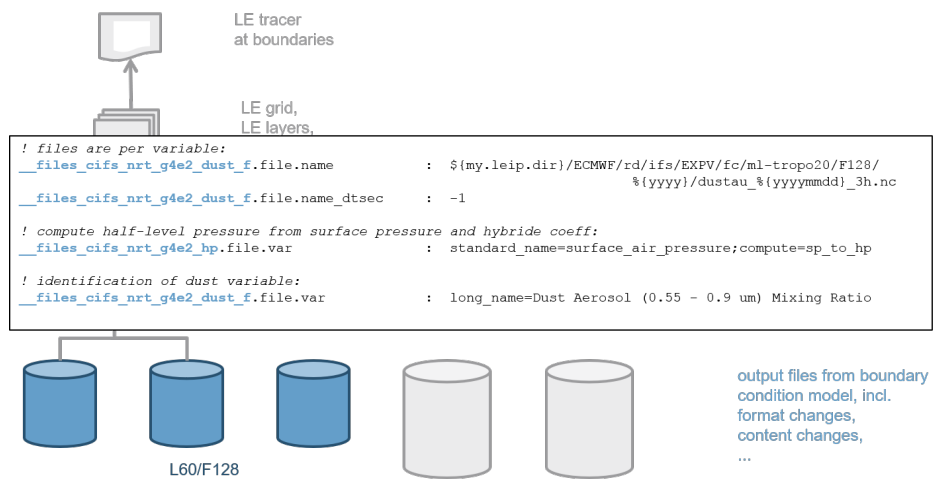 LE tracer
at boundaries
LE grid,
LE layers,
! files are per variable:
__files_cifs_nrt_g4e2_dust_f.file.name : ${my.leip.dir}/ECMWF/rd/ifs/EXPV/fc/ml-tropo20/F128/
%{yyyy}/dustau_%{yyyymmdd}_3h.nc
__files_cifs_nrt_g4e2_dust_f.file.name_dtsec : -1
! compute half-level pressure from surface pressure and hybride coeff:
__files_cifs_nrt_g4e2_hp.file.var : standard_name=surface_air_pressure;compute=sp_to_hp
! identification of dust variable:
__files_cifs_nrt_g4e2_dust_f.file.var : long_name=Dust Aerosol (0.55 - 0.9 um) Mixing Ratio
output files from boundary
condition model, incl.
format changes,
content changes,
...
L60/F128